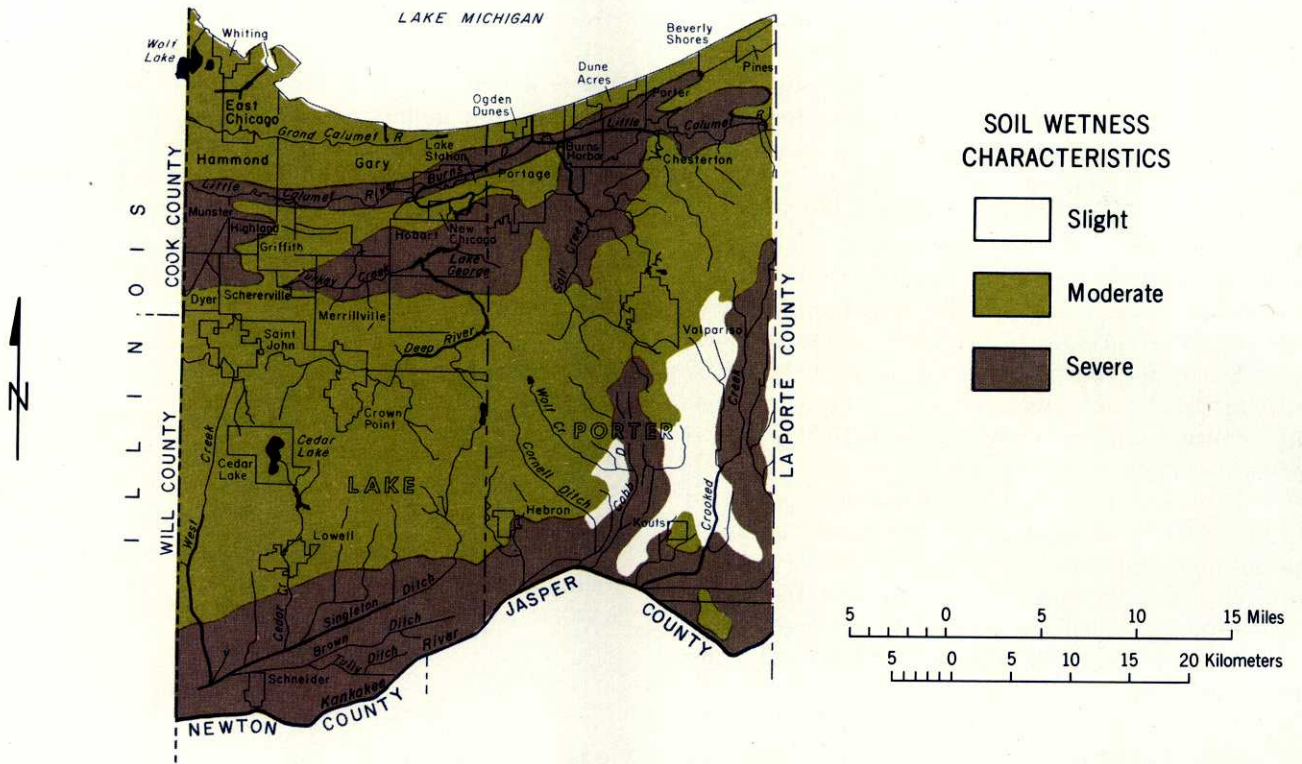 LAKE MICHIGAN
Beverly
Shores
Wolf
Lake
Whiting
Pines
Dune
Acres
Porter
East
Chicago
Ogden
Dunes
Little
Calumet
R
Grand Calumet R
Lake
Station
Burns
Harbor
Burns
D
Hammond
Gary
Portage
Chesterton
Little
Calumet
River
Munster
Highland
Hobart
New
Chicago
Griffith
Salt Creek
Lake
George
Turkey Creek
Dyer
Schererville
Merrillville
Saint
John
Valpariso
Deep River
Crown
Point
Wolf Cr.
PORTER
Cedar
Lake
Cedar
Lake
Cornell Ditch
Cobb
D.
Creek
Crooked
West
Creek
LAKE
Hebron
Kouts
Lowell
Cedar Cr.
Singleton Ditch
Brown Ditch
Tully Ditch
River
Kankakee
Schneider
ILLINOIS
COOK COUNTY
WILL COUNTY
LA PORTE COUNTY
JASPER
COUNTY
NEWTON
COUNTY
N
SOIL WETNESS
CHARACTERISTICS
Slight
Moderate
Severe
5 0 5 10 15 Miles
5 0 5 10 15 20 Kilometers